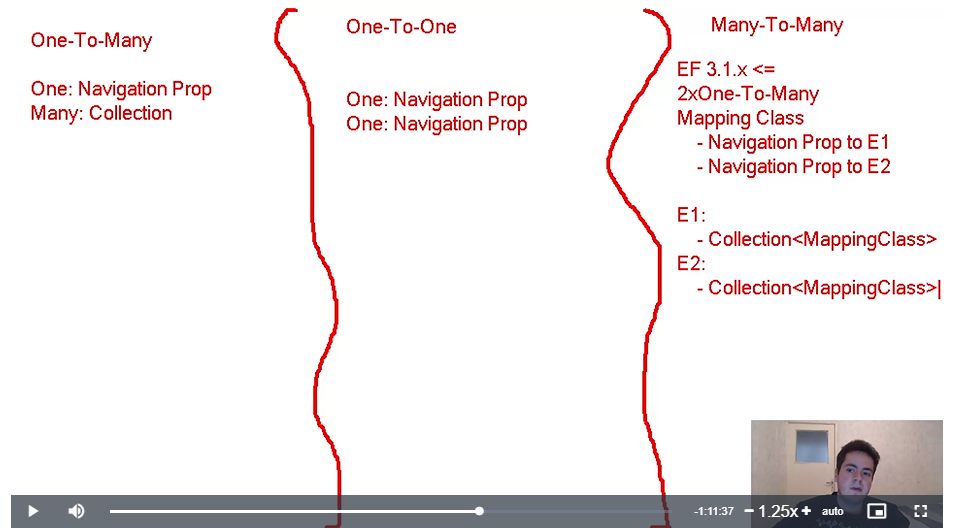 One-To-Many
One: Navigation Prop
Many: Collection
One-To-One
One: Navigation Prop
One: Navigation Prop
Many-To-Many
EF 3.1.x <=
2xOne-To-Many
Mapping Class
- Navigation Prop to E1
- Navigation Prop to E2
E1:
- Collection<MappingClass>
E2:
- Collection<MappingClass>
-1:11:37
− 1.25x +
auto